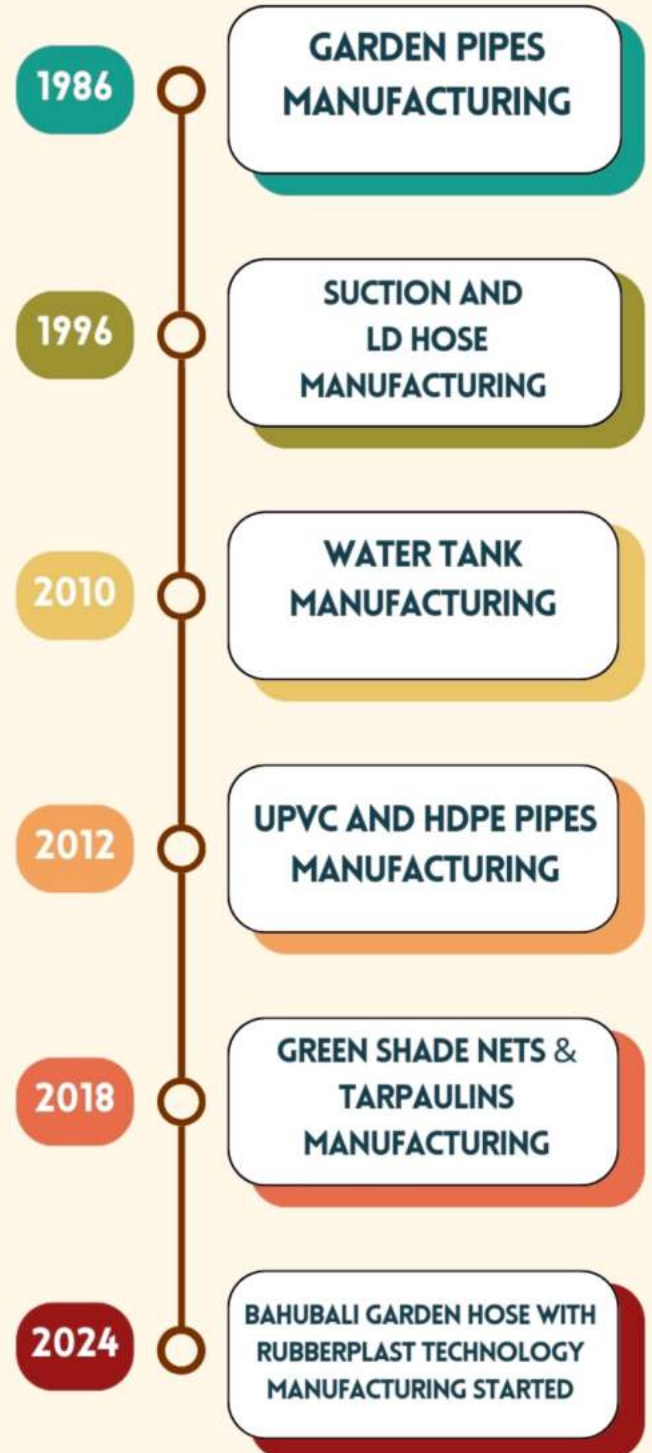 1986
GARDEN PIPES
MANUFACTURING
1996
SUCTION AND
LD HOSE
MANUFACTURING
2010
WATER TANK
MANUFACTURING
2012
UPVC AND HDPE PIPES
MANUFACTURING
2018
GREEN SHADE NETS &
TARPAULINS
MANUFACTURING
2024
BAHUBALI GARDEN HOSE WITH
RUBBERPLAST TECHNOLOGY
MANUFACTURING STARTED